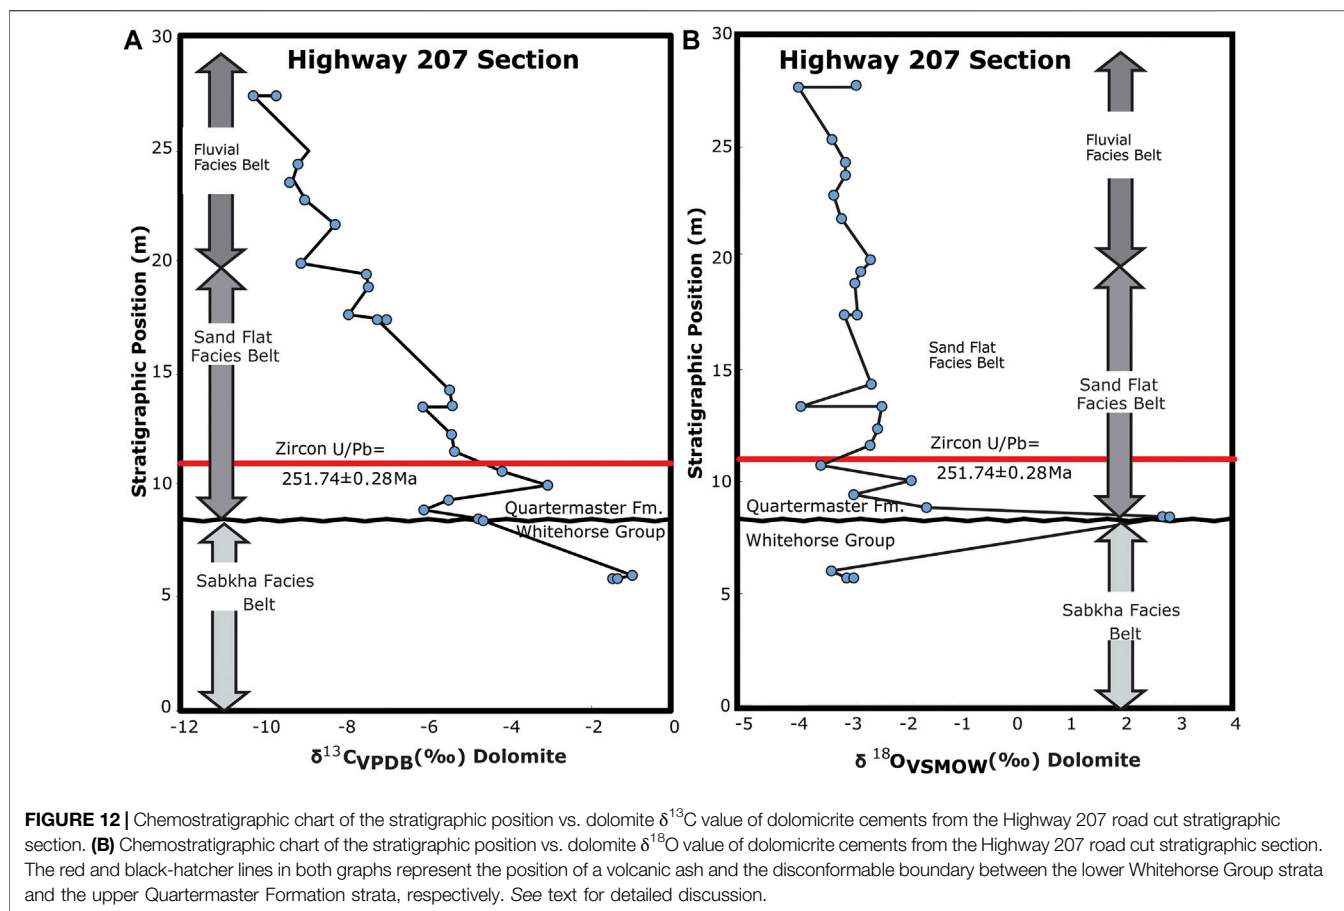 A
Highway 207 Section
30
25
20
15
10
5
0
Stratigraphic Position (m)
Fluvial
Facies Belt
Sand Flat
Facies Belt
Zircon U/Pb=
251.74±0.28Ma
Quartermaster Fm.
Whitehorse Group
Sabkha Facies
Belt
-12 -10 -8 -6 -4 -2 0
δ¹³CVPDB(‰) Dolomite
B
Highway 207 Section
30
25
20
15
10
5
0
Stratigraphic Position (m)
Fluvial
Facies Belt
Sand Flat
Facies Belt
Sand Flat
Facies Belt
Zircon U/Pb=
251.74±0.28Ma
Quartermaster Fm.
Whitehorse Group
Sabkha Facies
Belt
-5 -4 -3 -2 -1 0 1 2 3 4
δ ¹⁸OVSMOW(‰) Dolomite
FIGURE 12 | Chemostratigraphic chart of the stratigraphic position vs. dolomite δ¹³C value of dolomicrite cements from the Highway 207 road cut stratigraphic
section. (B) Chemostratigraphic chart of the stratigraphic position vs. dolomite δ¹⁸O value of dolomicrite cements from the Highway 207 road cut stratigraphic section.
The red and black-hatcher lines in both graphs represent the position of a volcanic ash and the disconformable boundary between the lower Whitehorse Group strata
and the upper Quartermaster Formation strata, respectively. See text for detailed discussion.